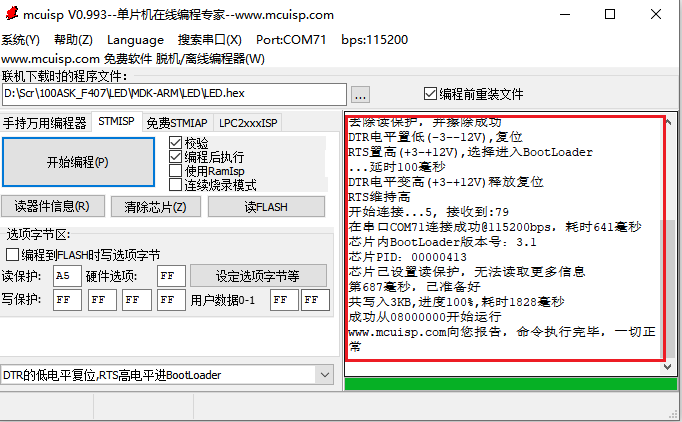 mcuisp V0.993--单片机在线编程专家--www.mcuisp.com
系统(Y) 帮助(Z) Language 搜索串口(X) Port:COM71 bps:115200
www.mcuisp.com 免费软件 脱机/离线编程器(W)
联机下载时的程序文件:
D:\Scr\100ASK_F407\LED\MDK-ARM\LED\LED.hex ... 编程前重装文件
手持万用编程器 STMISP 免费STMIAP LPC2xxxISP
开始编程(P)
校验
编程后执行
使用RamIsp
连续烧录模式
读器件信息(R) 清除芯片(Z) 读FLASH
选项字节区:
编程到FLASH时写选项字节
读保护: A5 硬件选项: FF 设定选项字节等
写保护: FF FF FF FF 用户数据0-1 FF FF
DTR的低电平复位,RTS高电平进BootLoader
去除读保护, 并擦除成功
DTR电平置低(-3--12V),复位
RTS置高(+3-+12V),选择进入BootLoader
...延时100毫秒
DTR电平变高(+3-+12V)释放复位
RTS维持高
开始连接...5, 接收到:79
在串口COM71连接成功@115200bps, 耗时641毫秒
芯片内BootLoader版本号: 3.1
芯片PID: 00000413
芯片已设置读保护, 无法读取更多信息
第687毫秒, 已准备好
共写入3KB,进度100%,耗时1828毫秒
成功从08000000开始运行
www.mcuisp.com向您报告, 命令执行完毕, 一切正
常